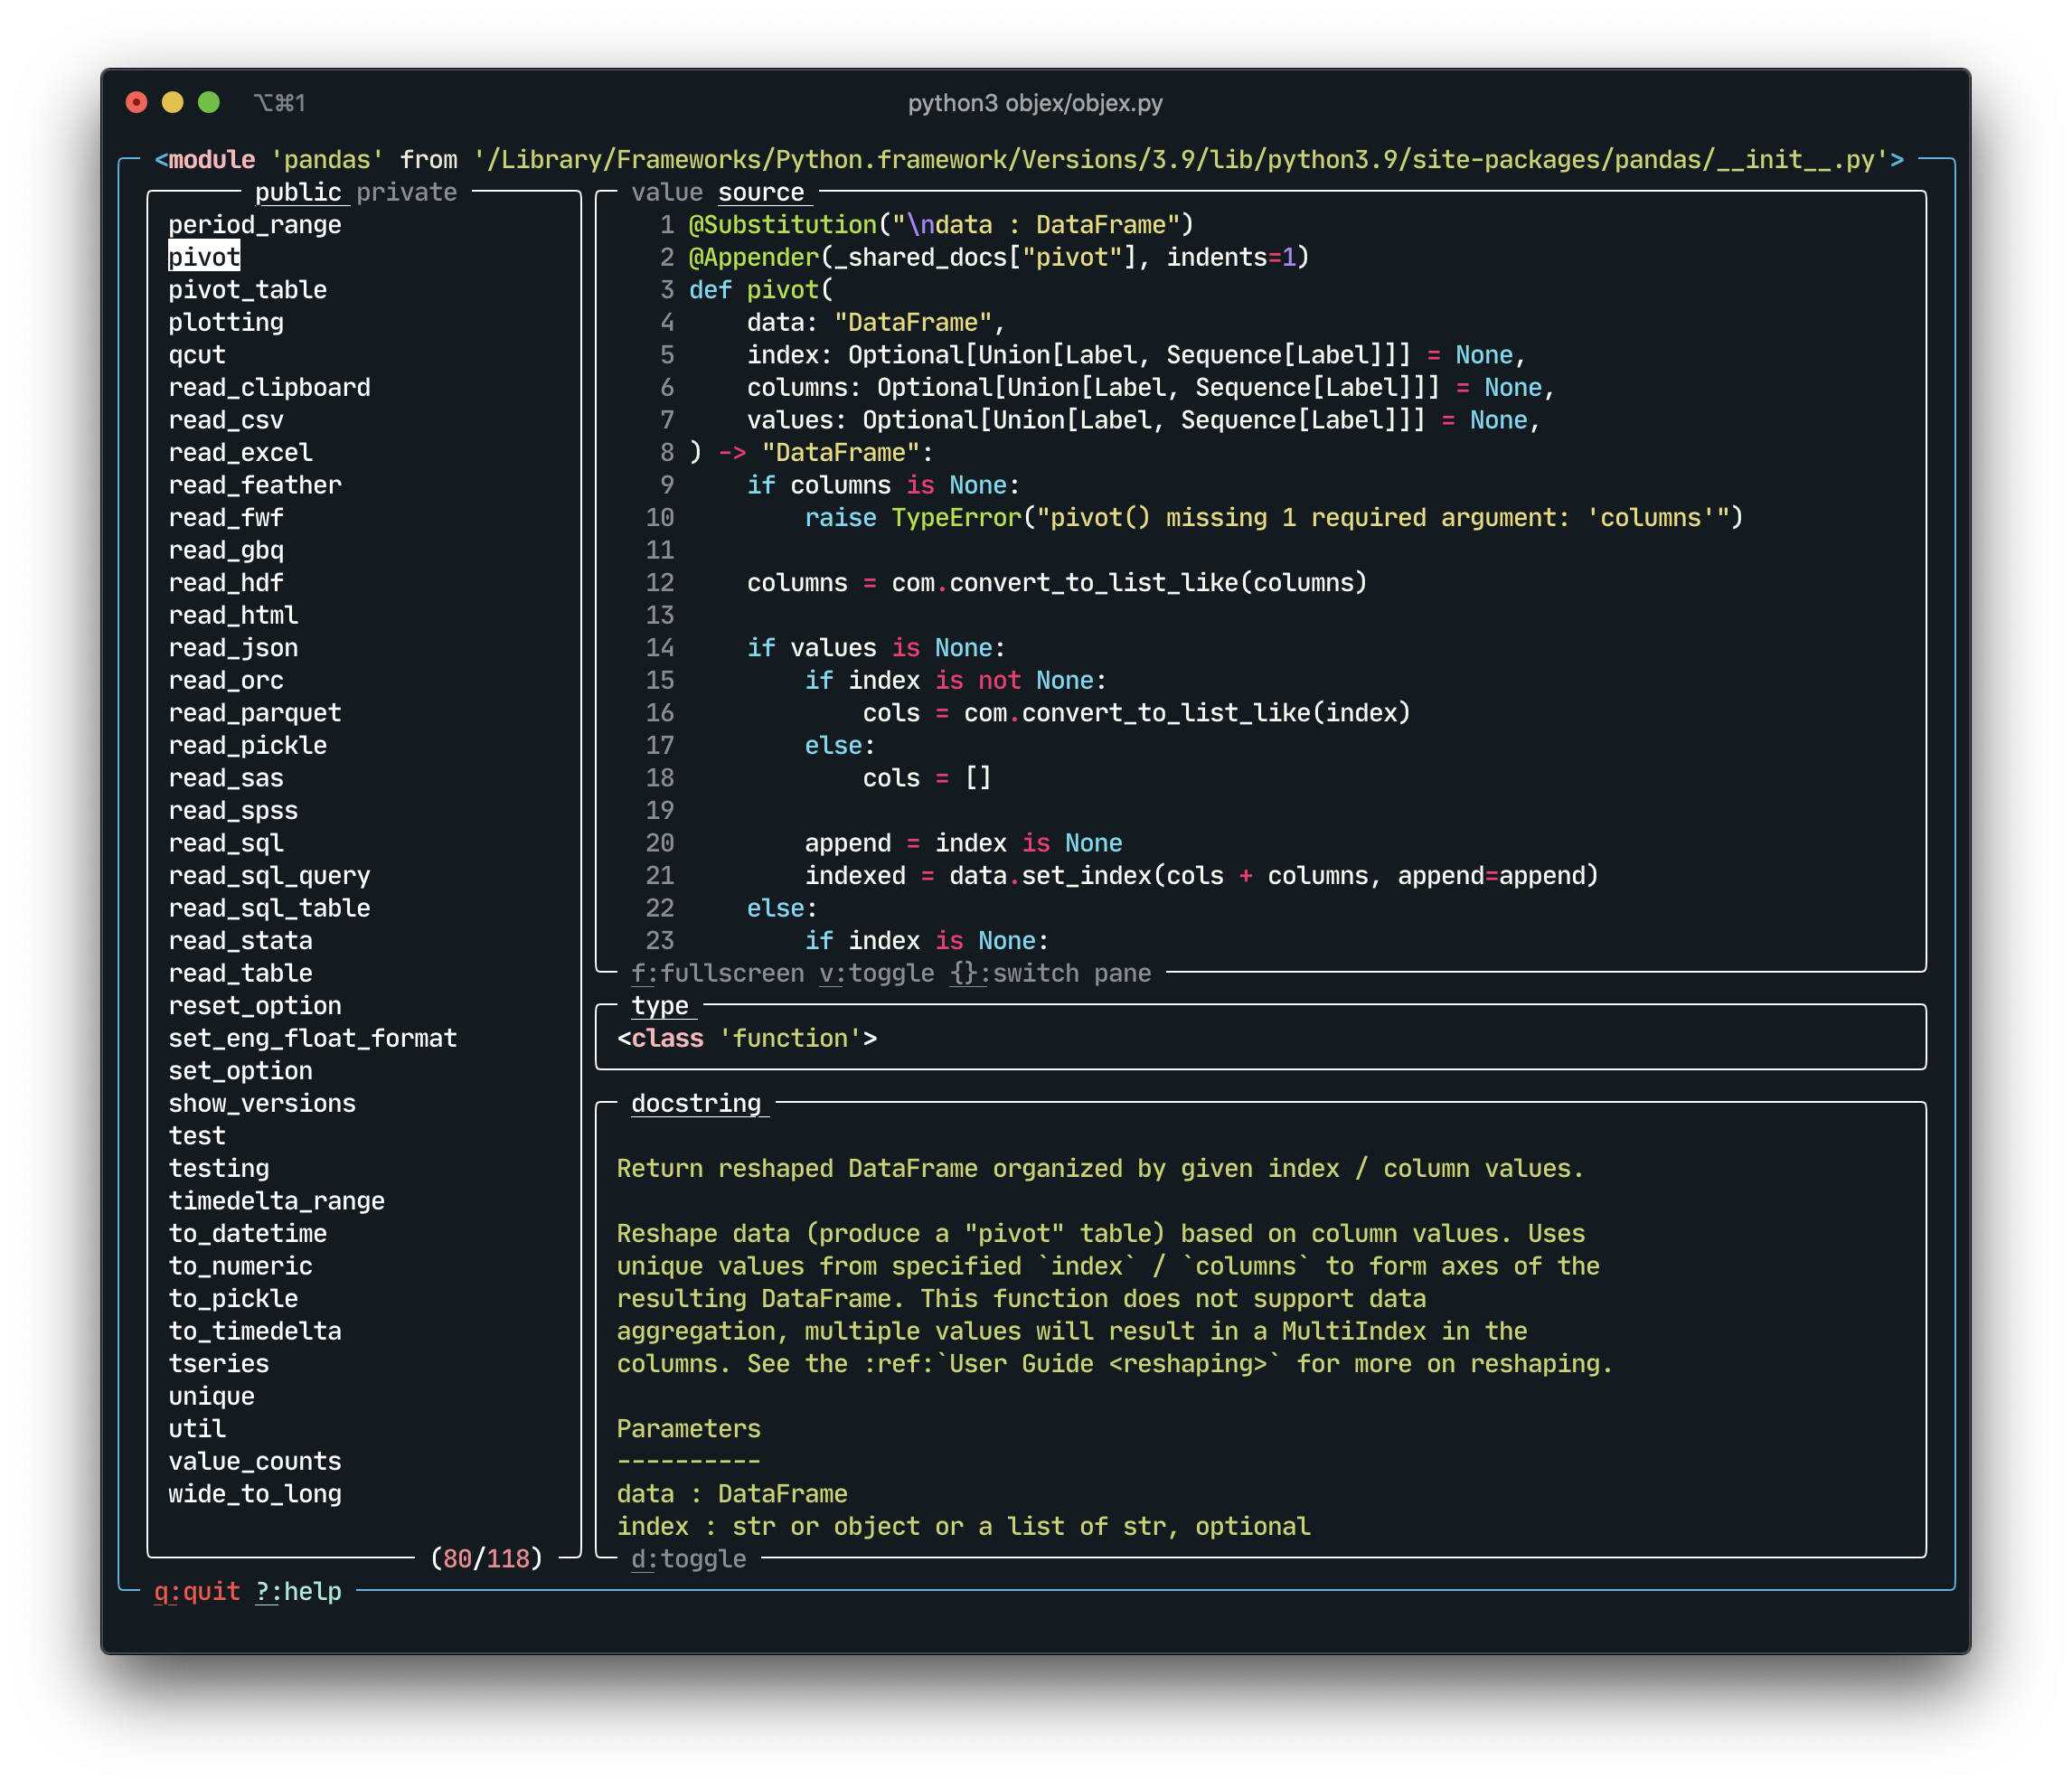 ⌥⌘1 python3 objex/objex.py
<module 'pandas' from '/Library/Frameworks/Python.framework/Versions/3.9/lib/python3.9/site-packages/pandas/__init__.py'>
public private
period_range
pivot
pivot_table
plotting
qcut
read_clipboard
read_csv
read_excel
read_feather
read_fwf
read_gbq
read_hdf
read_html
read_json
read_orc
read_parquet
read_pickle
read_sas
read_spss
read_sql
read_sql_query
read_sql_table
read_stata
read_table
reset_option
set_eng_float_format
set_option
show_versions
test
testing
timedelta_range
to_datetime
to_numeric
to_pickle
to_timedelta
tseries
unique
util
value_counts
wide_to_long
(80/118)
value source
1 @Substitution("\ndata : DataFrame")
2 @Appender(_shared_docs["pivot"], indents=1)
3 def pivot(
4     data: "DataFrame",
5     index: Optional[Union[Label, Sequence[Label]]] = None,
6     columns: Optional[Union[Label, Sequence[Label]]] = None,
7     values: Optional[Union[Label, Sequence[Label]]] = None,
8 ) -> "DataFrame":
9     if columns is None:
10         raise TypeError("pivot() missing 1 required argument: 'columns'")
11
12     columns = com.convert_to_list_like(columns)
13
14     if values is None:
15         if index is not None:
16             cols = com.convert_to_list_like(index)
17         else:
18             cols = []
19
20         append = index is None
21         indexed = data.set_index(cols + columns, append=append)
22     else:
23         if index is None:
f:fullscreen v:toggle {}:switch pane
type
<class 'function'>
docstring
Return reshaped DataFrame organized by given index / column values.
Reshape data (produce a "pivot" table) based on column values. Uses
unique values from specified `index` / `columns` to form axes of the
resulting DataFrame. This function does not support data
aggregation, multiple values will result in a MultiIndex in the
columns. See the :ref:`User Guide <reshaping>` for more on reshaping.
Parameters
----------
data : DataFrame
index : str or object or a list of str, optional
d:toggle
q:quit ?:help